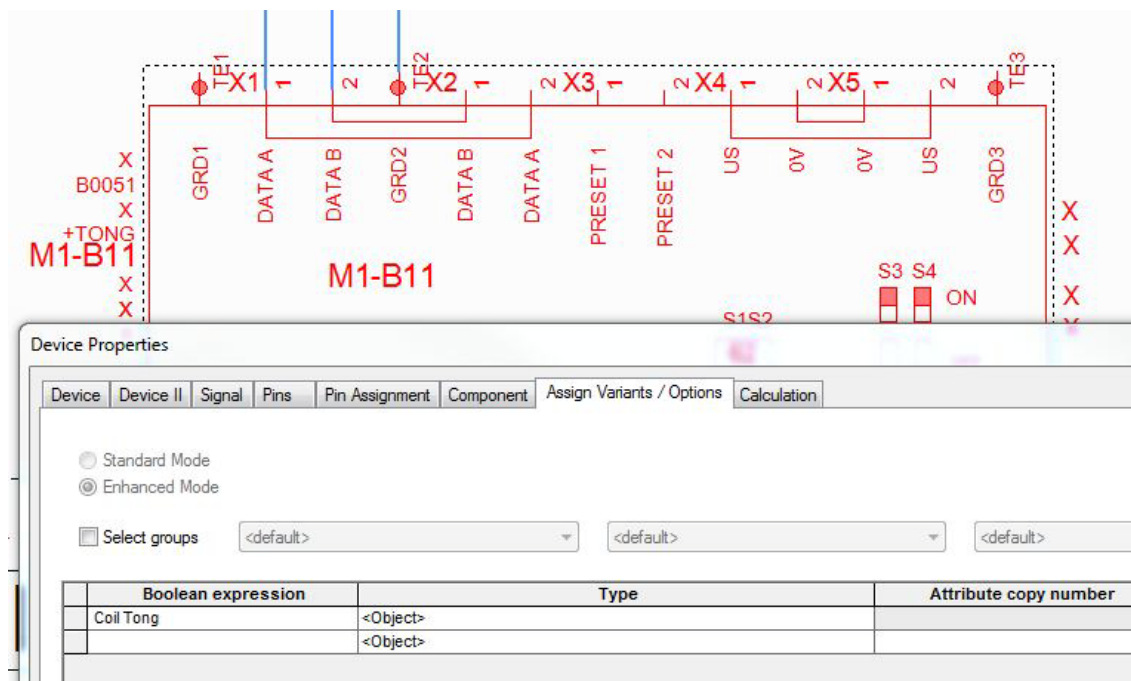 TE1 TE2 TE3
X1 1 2 X2 1 2 X3 1 2 X4 1 2 X5 1 2
GRD1 DATA A DATA B GRD2 DATA B DATA A PRESET 1 PRESET 2 US 0V 0V US GRD3
X
B0051
X
+TONG
M1-B11
X
X
M1-B11
X
X
X
X
S3 S4
ON
S1S2
Device Properties
Device Device II Signal Pins Pin Assignment Component Assign Variants / Options Calculation
Standard Mode
Enhanced Mode
Select groups <default> <default> <default>
Boolean expression Type Attribute copy number
Coil Tong <Object>
<Object>